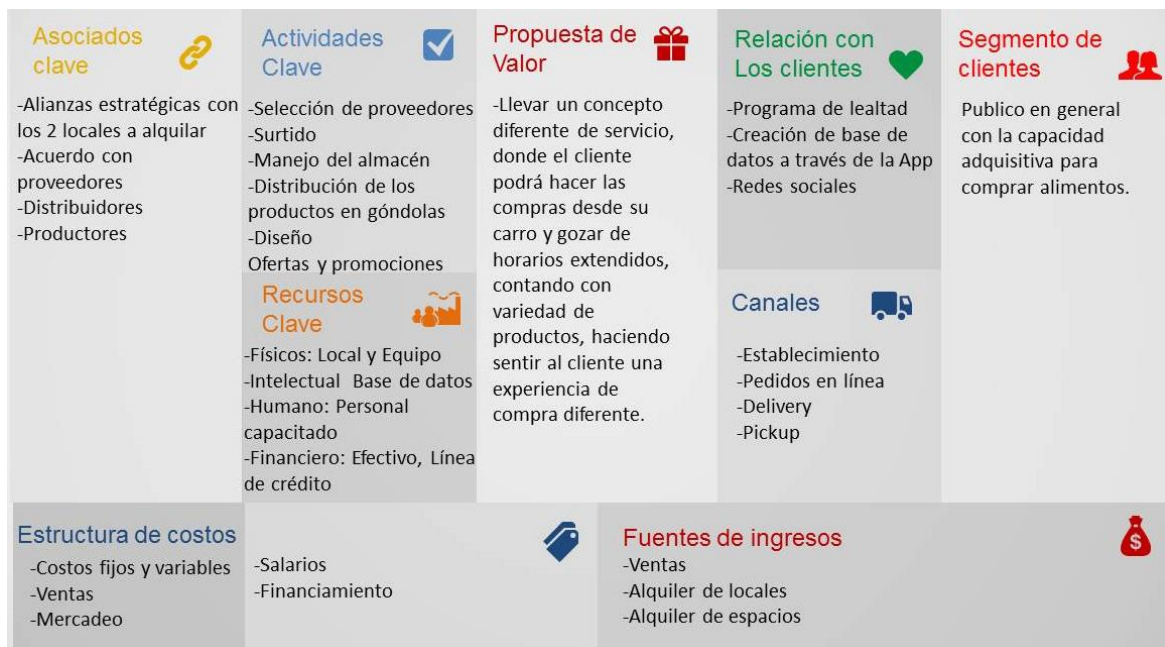 Asociados
clave
-Alianzas estratégicas con
los 2 locales a alquilar
-Acuerdo con
proveedores
-Distribuidores
-Productores
Actividades
Clave
-Selección de proveedores
-Surtido
-Manejo del almacén
-Distribución de los
productos en góndolas
-Diseño
Ofertas y promociones
Recursos
Clave
-Físicos: Local y Equipo
-Intelectual Base de datos
-Humano: Personal
capacitado
-Financiero: Efectivo, Línea
de crédito
Propuesta de
Valor
-Llevar un concepto
diferente de servicio,
donde el cliente
podrá hacer las
compras desde su
carro y gozar de
horarios extendidos,
contando con
variedad de
productos, haciendo
sentir al cliente una
experiencia de
compra diferente.
Relación con
Los clientes
-Programa de lealtad
-Creación de base de
datos a través de la App
-Redes sociales
Canales
-Establecimiento
-Pedidos en línea
-Delivery
-Pickup
Segmento de
clientes
Publico en general
con la capacidad
adquisitiva para
comprar alimentos.
Estructura de costos
-Costos fijos y variables
-Ventas
-Mercadeo
-Salarios
-Financiamiento
Fuentes de ingresos
-Ventas
-Alquiler de locales
-Alquiler de espacios
$